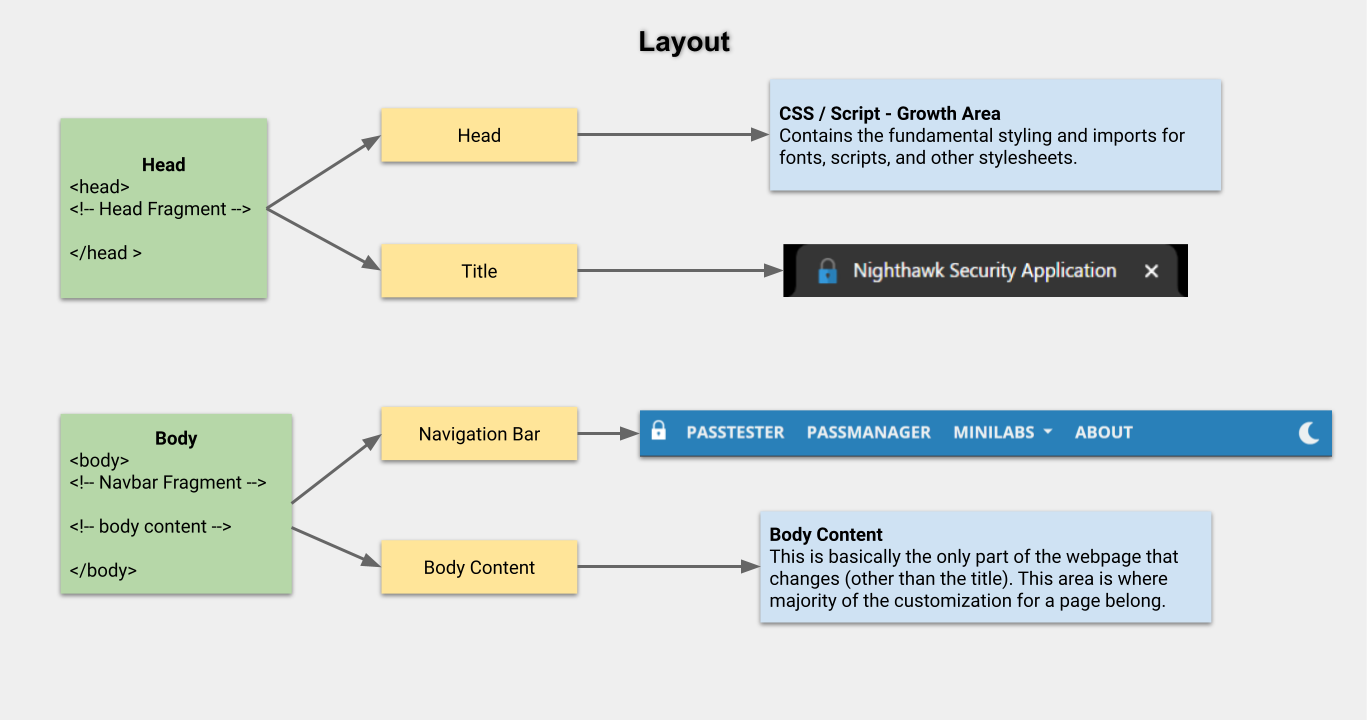 Layout
Head
<head>
<!-- Head Fragment -->
</head >
Head
CSS / Script - Growth Area
Contains the fundamental styling and imports for
fonts, scripts, and other stylesheets.
Title
Nighthawk Security Application
Body
<body>
<!-- Navbar Fragment -->
<!-- body content -->
</body>
Navigation Bar
PASSTESTER PASSMANAGER MINILABS ABOUT
Body Content
Body Content
This is basically the only part of the webpage that
changes (other than the title). This area is where
majority of the customization for a page belong.